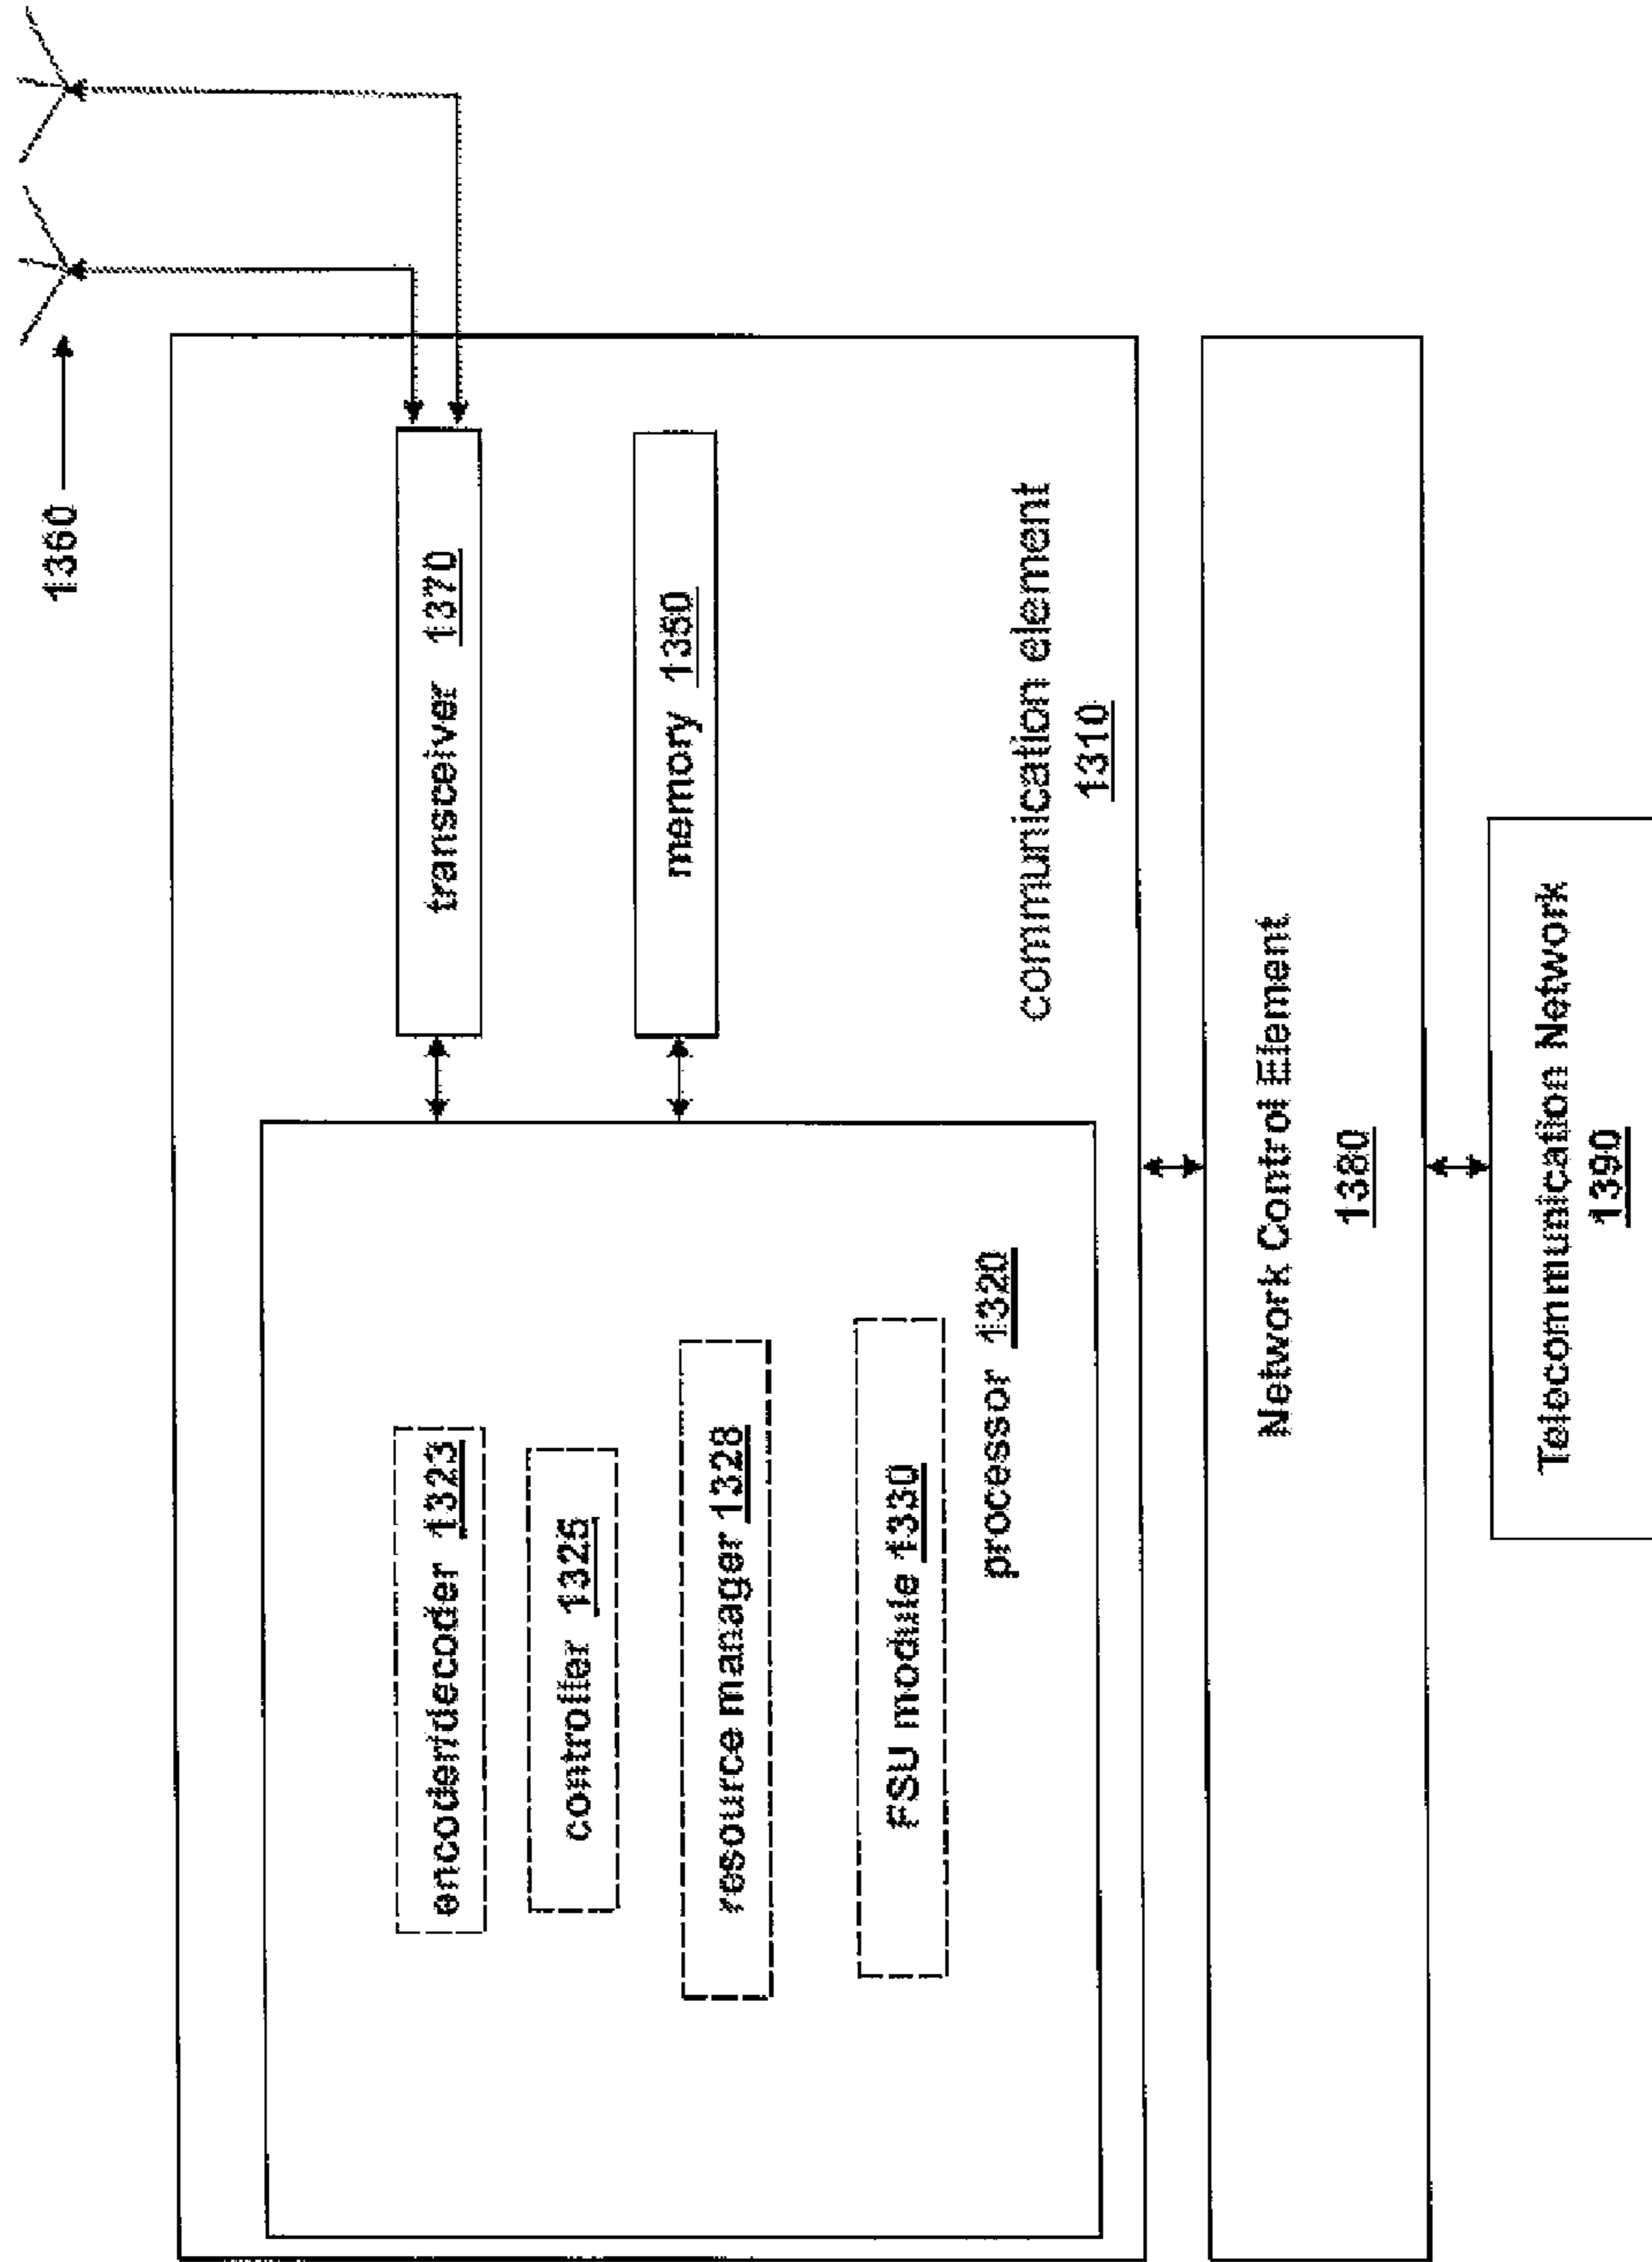 1360
encoder/decoder 1323
transceiver 1370
controller 1325
memory 1350
resource manager 1328
FSU module 1330
processor 1320
communication element
1310
Network Control Element
1380
Telecommunication Network
1390